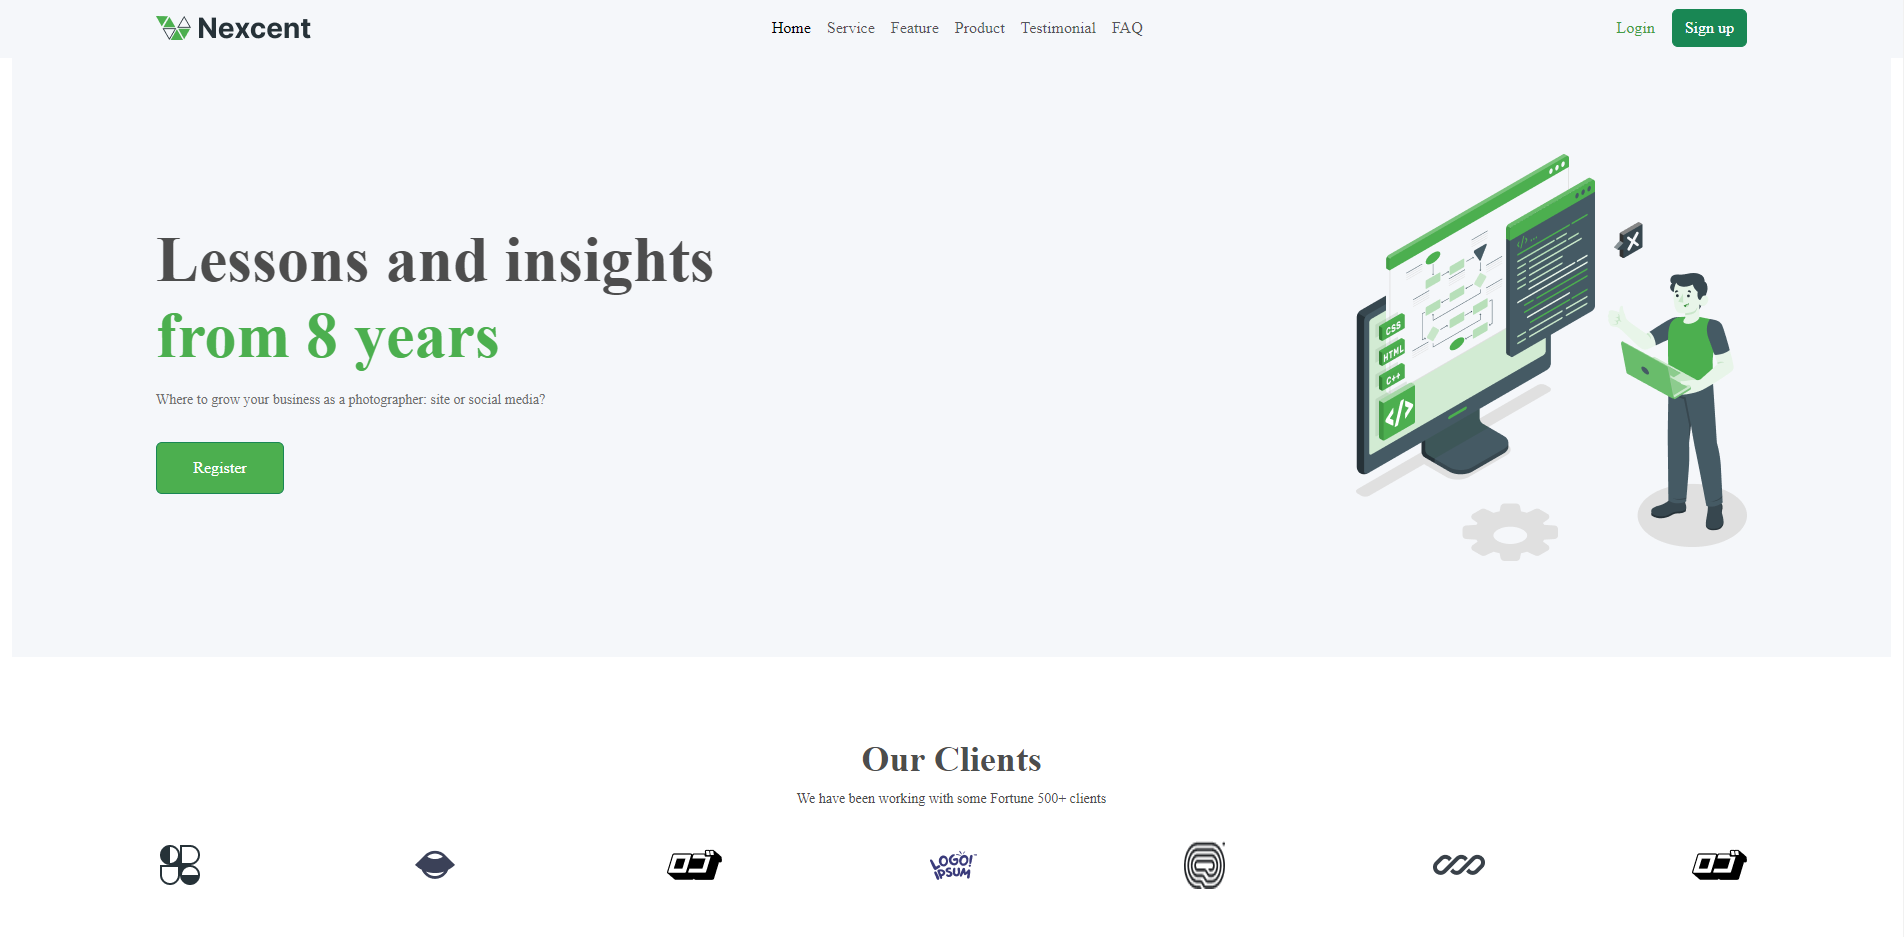 Nexcent
Home Service Feature Product Testimonial FAQ
Login Sign up
Lessons and insights
from 8 years
Where to grow your business as a photographer: site or social media?
Register
CSS
HTML
C++
</>
</>
X
Our Clients
We have been working with some Fortune 500+ clients
LOGO!
IPSUM